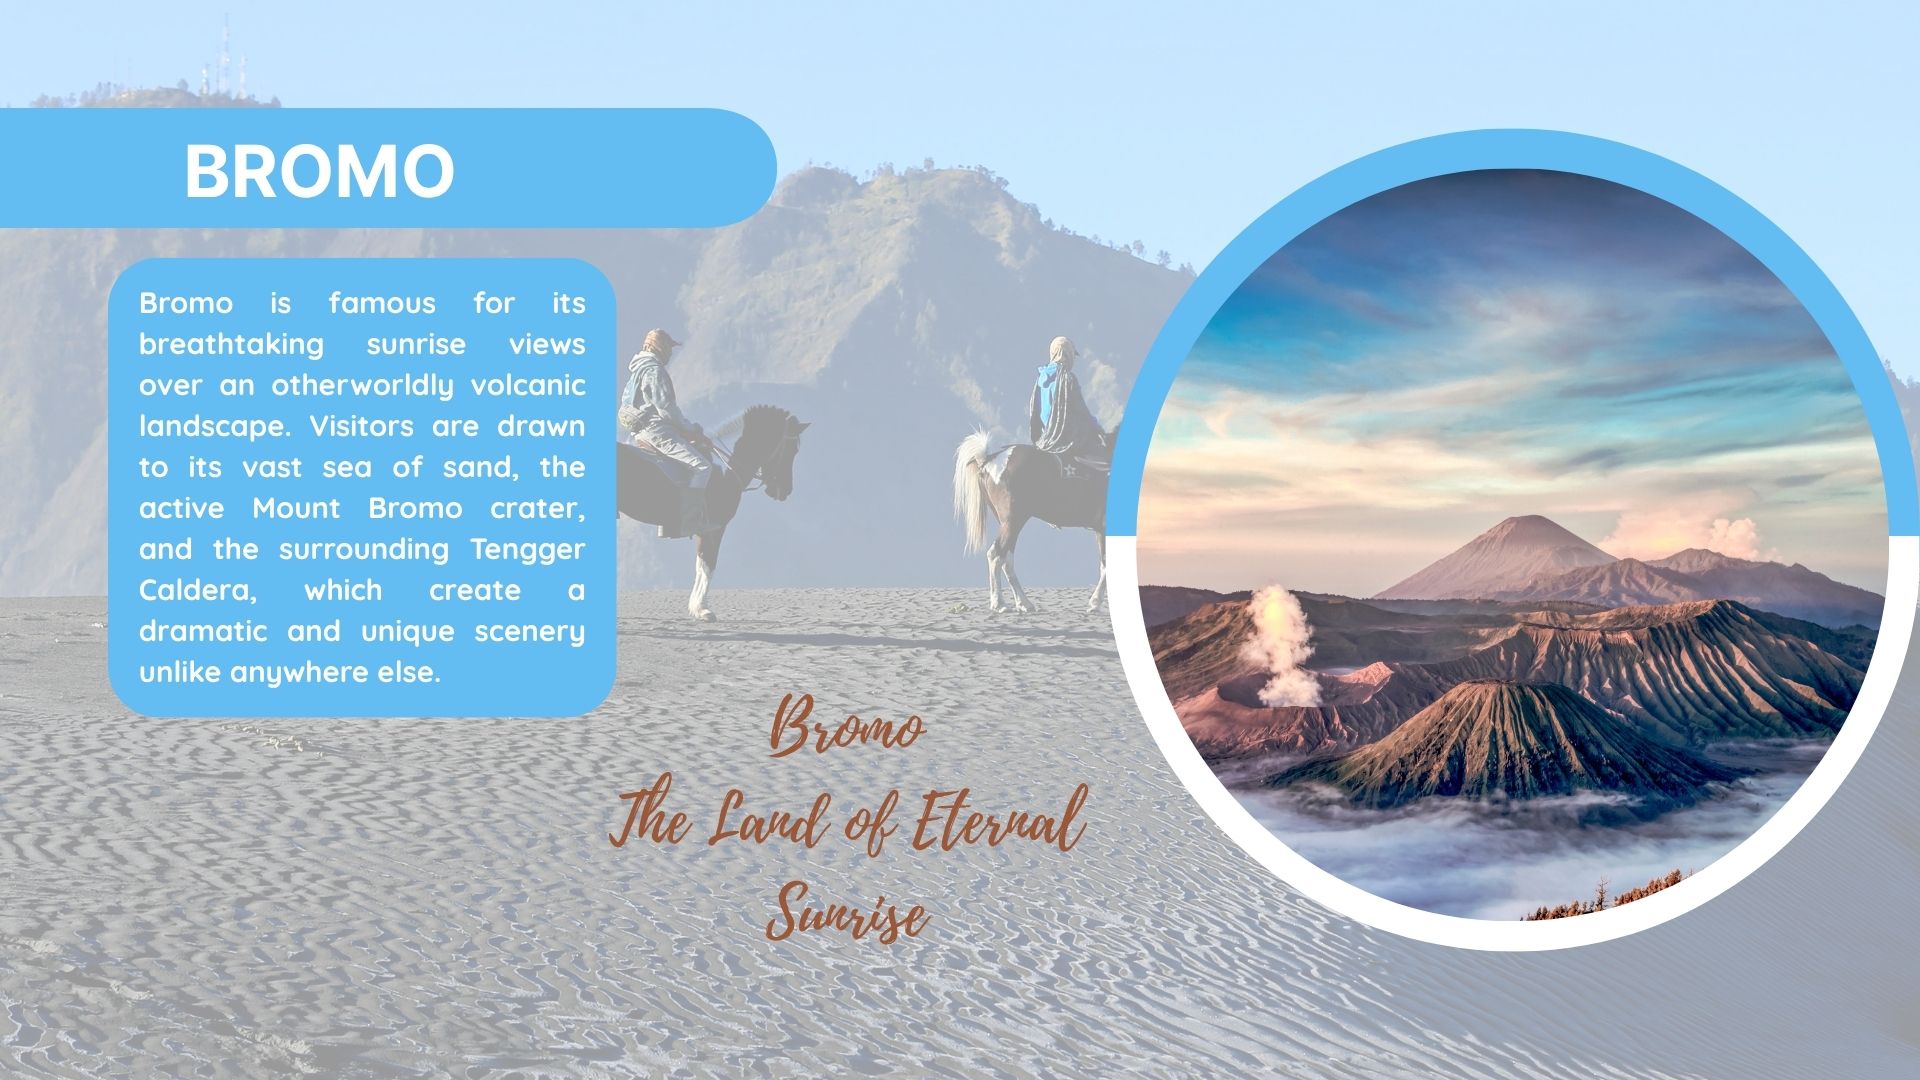 BROMO
Bromo is famous for its
breathtaking sunrise views
over an otherworldly volcanic
landscape. Visitors are drawn
to its vast sea of sand, the
active Mount Bromo crater,
and the surrounding Tengger
Caldera, which create a
dramatic and unique scenery
unlike anywhere else.
Bromo
The Land of Eternal
Sunrise